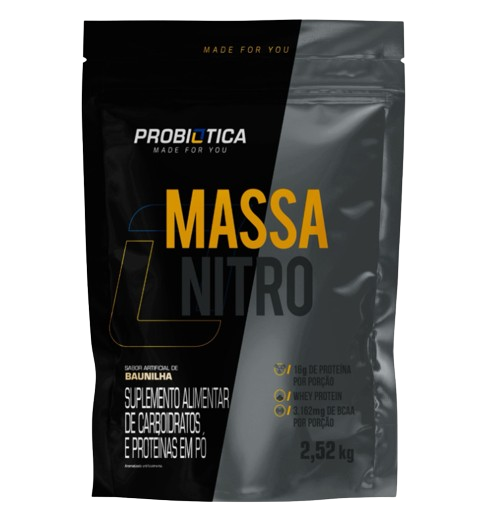 MADE FOR YOU
PROBIOTICA
MADE FOR YOU
MASSA
NITRO
SABOR ARTIFICIAL DE
BAUNILHA
SUPLEMENTO ALIMENTAR
DE CARBOIDRATOS
E PROTEÍNAS EM PÓ
16g DE PROTEÍNA
POR PORÇÃO
WHEY PROTEIN
3.162mg DE BCAA
POR PORÇÃO
2,52 kg